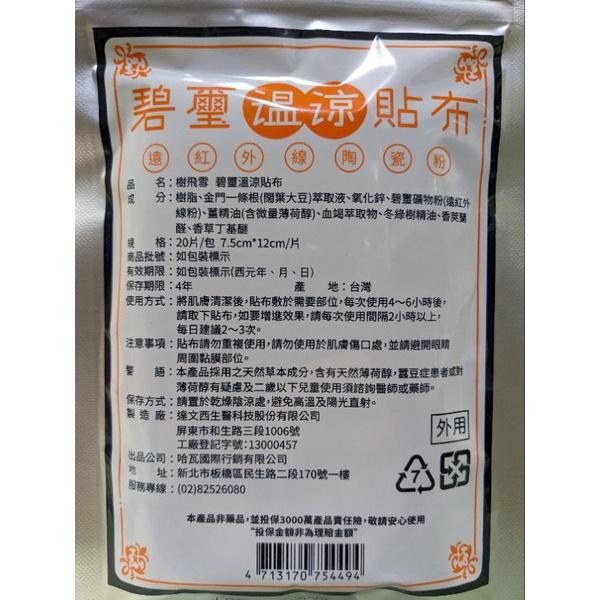 碧璽溫涼貼布
遠紅外線陶瓷粉
品　　名：樹飛雪 碧璽溫涼貼布
成　　分：樹脂、金門一條根(闊葉大豆)萃取液、氧化鋅、碧璽礦物粉(遠紅外
線粉)、薑精油(含微量薄荷醇)、血竭萃取物、冬綠樹精油、香莢蘭
醛、香草丁基醚
規　　格：20片/包 7.5cm*12cm/片
商品批號：如包裝標示
有效期限：如包裝標示(西元年、月、日)
保存期限：4年　　產　　地：台灣
使用方式：將肌膚清潔後，貼布敷於需要部位，每次使用4～6小時後，
請取下貼布，如要增進效果，請每次使用間隔2小時以上，
每日建議2～3次。
注意事項：貼布請勿重複使用，請勿使用於肌膚傷口處，並請避開眼睛
周圍黏膜部位。
警　　語：本產品採用之天然草本成分，含有天然薄荷醇，蠶豆症患者或對
薄荷醇有疑慮及二歲以下兒童使用須諮詢醫師或藥師。
保存方式：請置於乾燥陰涼處，避免高溫及陽光直射。
製 造 廠：達文西生醫科技股份有限公司
屏東市和生路三段1006號
工廠登記字號：13000457
外用
出品公司：哈瓦國際行銷有限公司
地　　址：新北市板橋區民生路二段170號一樓
服務專線：(02)82526080
7
本產品非藥品，並投保3000萬產品責任險，敬請安心使用
"投保金額非為理賠金額"
4 713170 754494